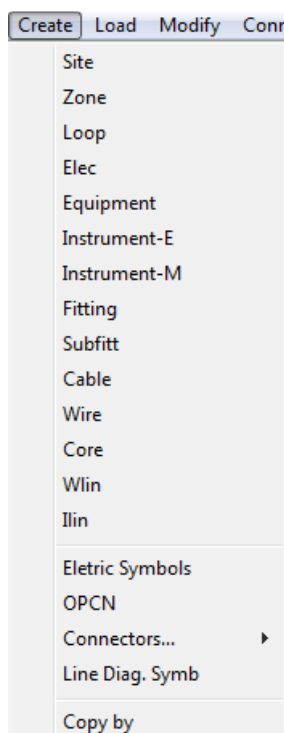 Create Load Modify
Site
Zone
Loop
Elec
Equipment
Instrument-E
Instrument-M
Fitting
Subfitt
Cable
Wire
Core
Wlin
Ilin
Eletric Symbols
OPCN
Connectors...
Line Diag. Symb
Copy by